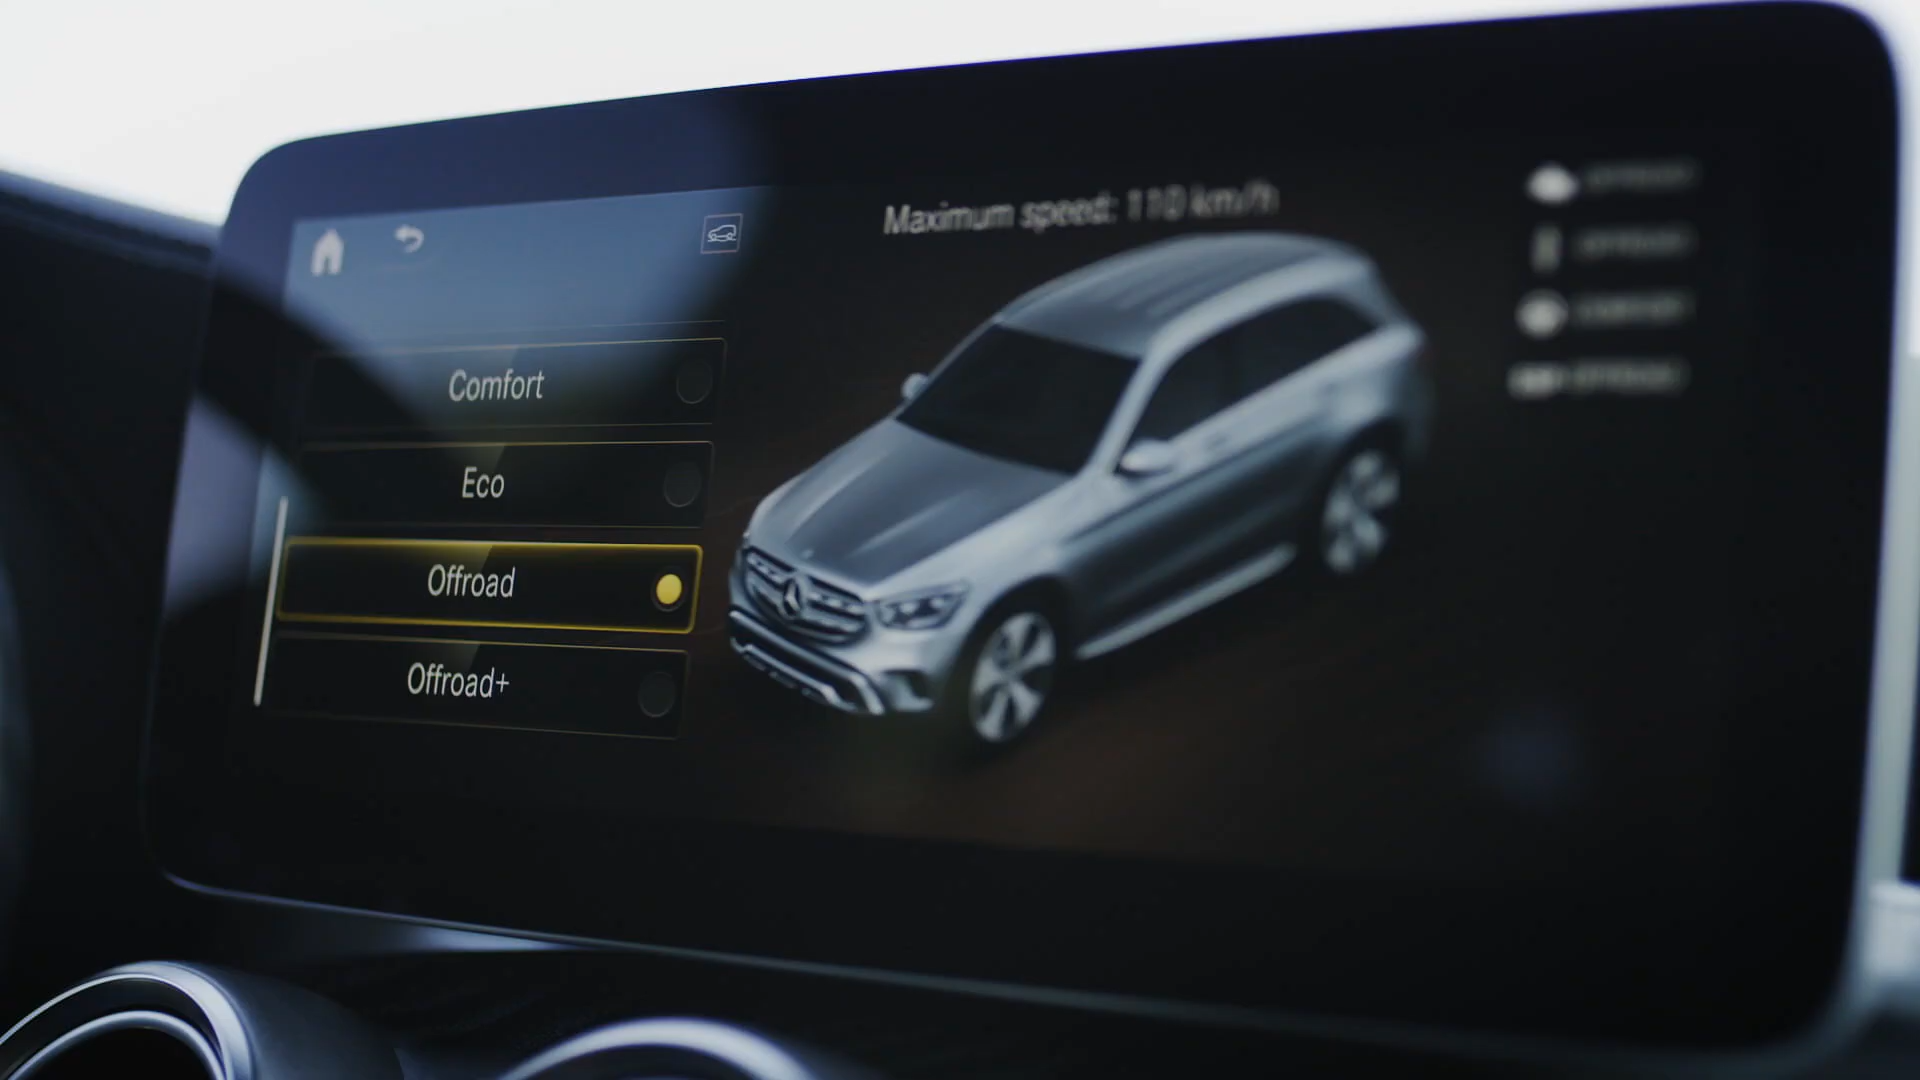 Maximum speed: 110 km/h
Comfort
Eco
Offroad
Offroad+